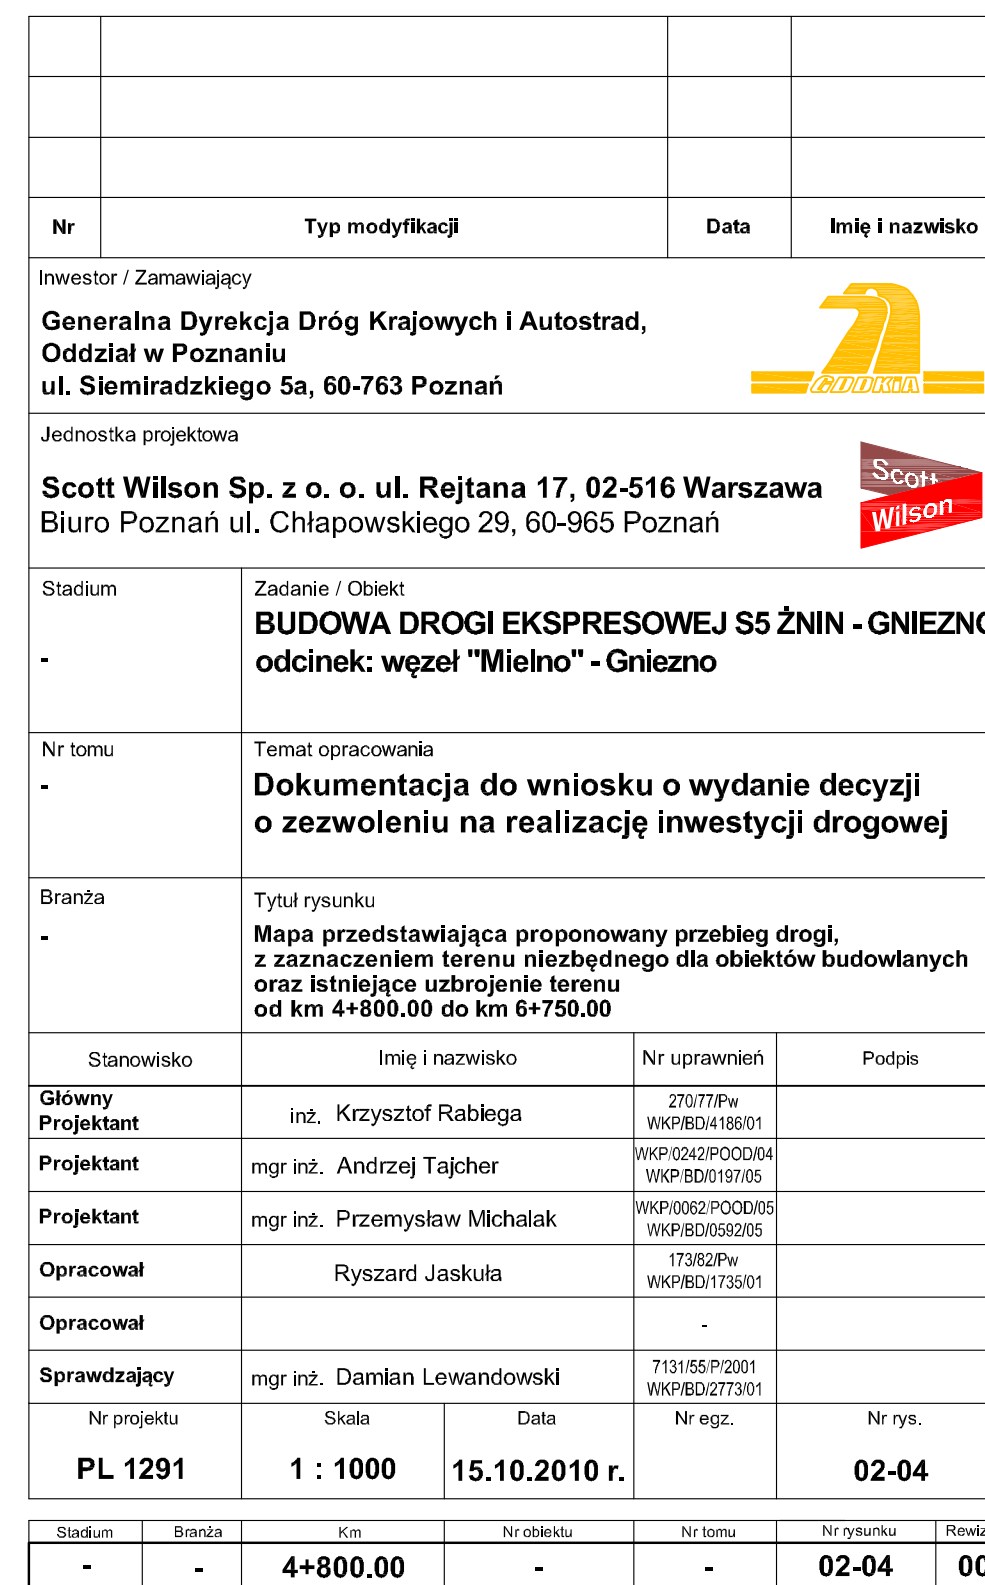 Nr Typ modyfikacji Data Imię i nazwisko
Inwestor / Zamawiający
Generalna Dyrekcja Dróg Krajowych i Autostrad,
Oddział w Poznaniu
ul. Siemiradzkiego 5a, 60-763 Poznań
GDDKiA
Jednostka projektowa
Scott Wilson Sp. z o. o. ul. Rejtana 17, 02-516 Warszawa
Biuro Poznań ul. Chłapowskiego 29, 60-965 Poznań
Scott
Wilson
Stadium
-
Zadanie / Obiekt
BUDOWA DROGI EKSPRESOWEJ S5 ŻNIN - GNIEZNO
odcinek: węzeł "Mielno" - Gniezno
Nr tomu
-
Temat opracowania
Dokumentacja do wniosku o wydanie decyzji
o zezwoleniu na realizację inwestycji drogowej
Branża
-
Tytuł rysunku
Mapa przedstawiająca proponowany przebieg drogi,
z zaznaczeniem terenu niezbędnego dla obiektów budowlanych
oraz istniejące uzbrojenie terenu
od km 4+800.00 do km 6+750.00
Stanowisko Imię i nazwisko Nr uprawnień Podpis
Główny
Projektant
inż. Krzysztof Rabiega
270/77/Pw
WKP/BD/4186/01
Projektant
mgr inż. Andrzej Tajcher
WKP/0242/POOD/04
WKP/BD/0197/05
Projektant
mgr inż. Przemysław Michalak
WKP/0062/POOD/05
WKP/BD/0592/05
Opracował
Ryszard Jaskuła
173/82/Pw
WKP/BD/1735/01
Opracował -
Sprawdzający
mgr inż. Damian Lewandowski
7131/55/P/2001
WKP/BD/2773/01
Nr projektu Skala Data Nr egz. Nr rys.
PL 1291 1 : 1000 15.10.2010 r. 02-04
Stadium Branża Km Nr obiektu Nr tomu Nr rysunku
- - 4+800.00 - - 02-04 00